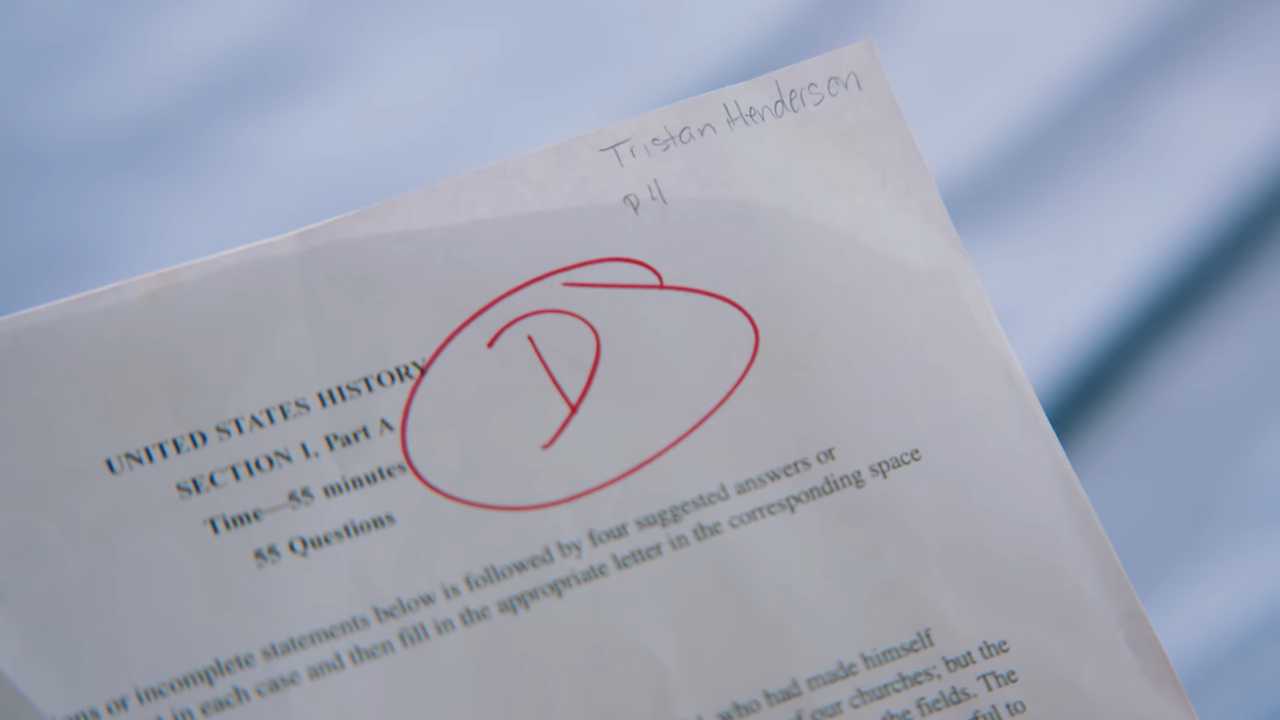 Tristan Henderson
p.4
D
UNITED STATES HISTORY
SECTION I, Part A
Time—55 minutes
55 Questions
or incomplete statements below is followed by four suggested answers or
in each case and then fill in the appropriate letter in the corresponding space
who had made himself
of our churches; but the
the fields. The
to